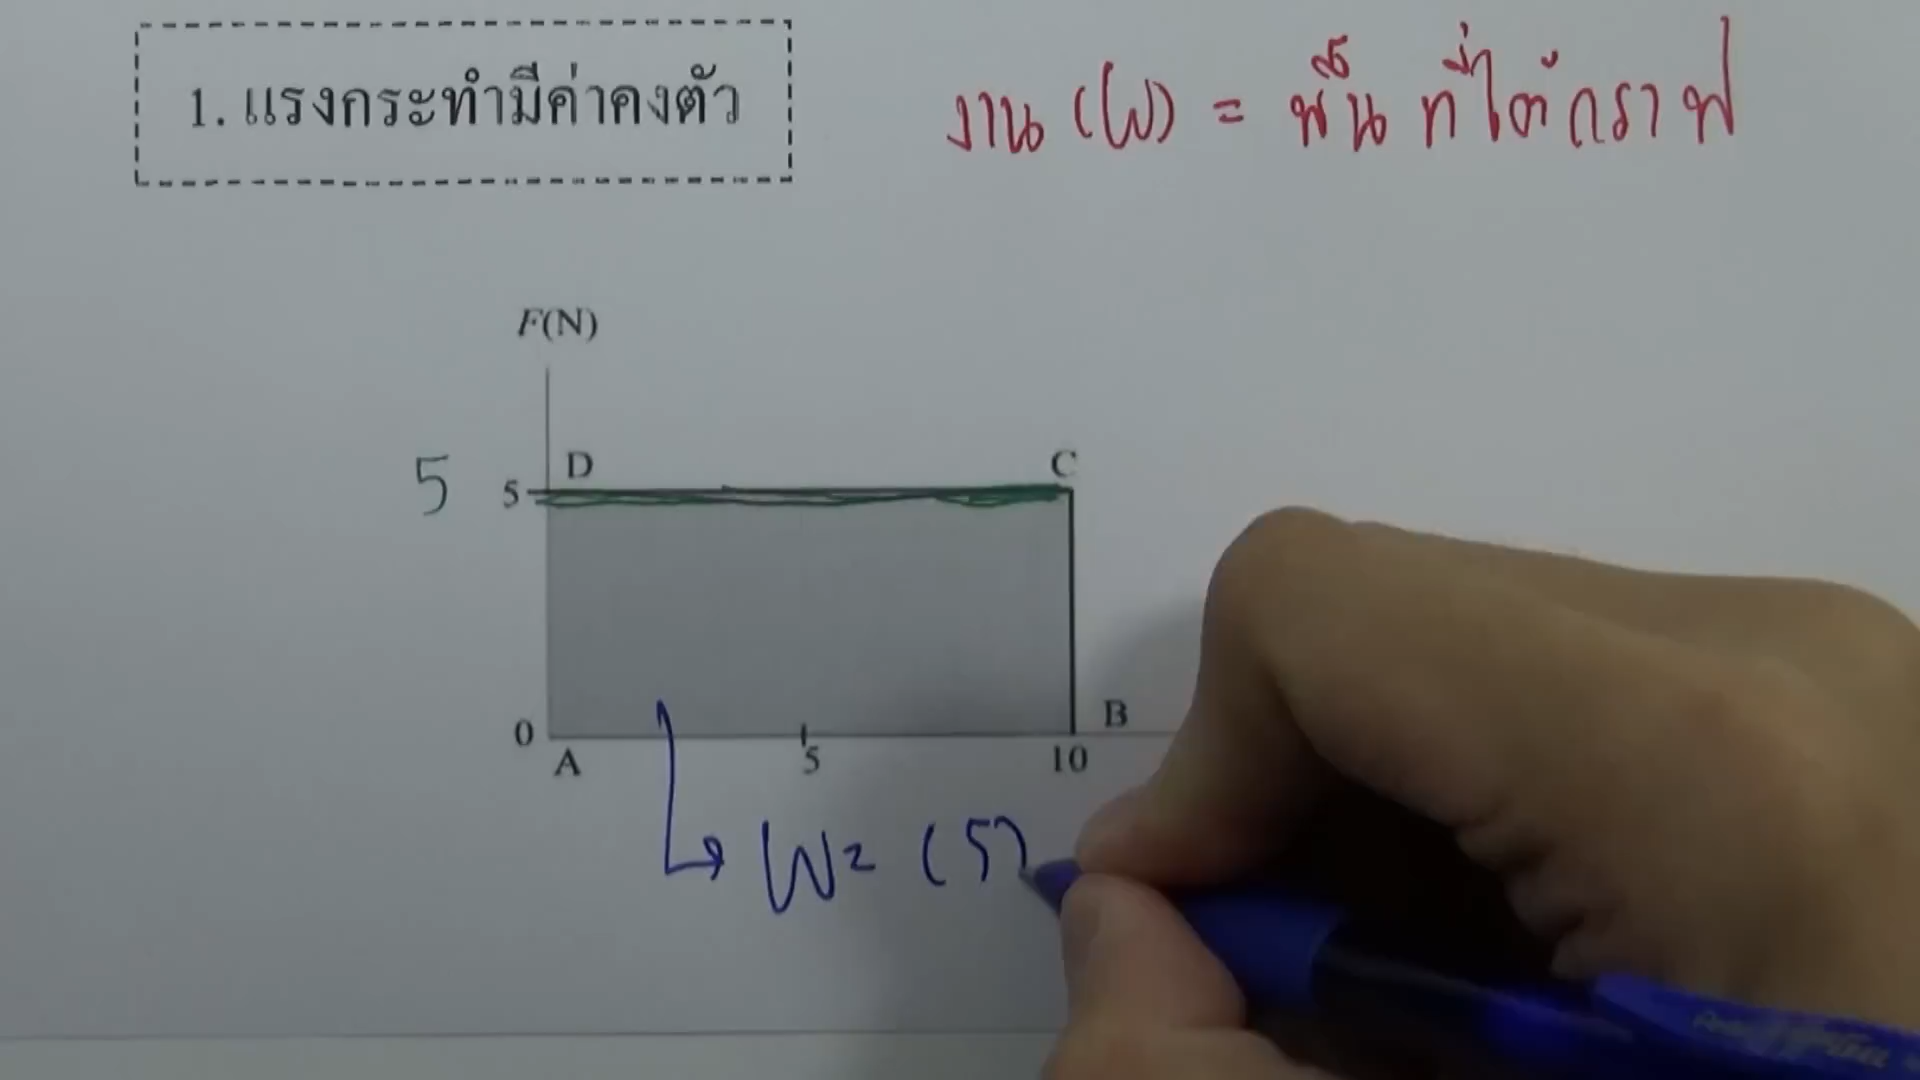 1. แรงกระทำมีค่าคงตัว
งาน (W) = พื้นที่ใต้กราฟ
F(N)
D
C
5
5
0
B
A
5
10
W= (5)